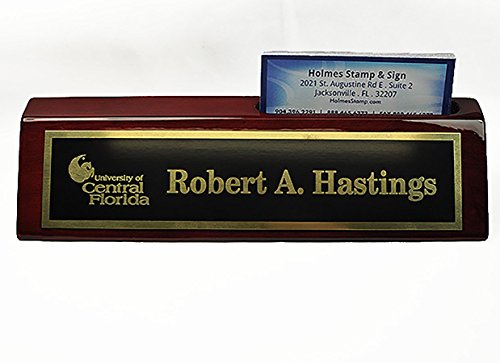 Holmes Stamp & Sign
2021 St. Augustine Rd E . Suite 2
Jacksonville . FL . 32207
HolmesStamp.com
University of
Central
Florida
Robert A. Hastings